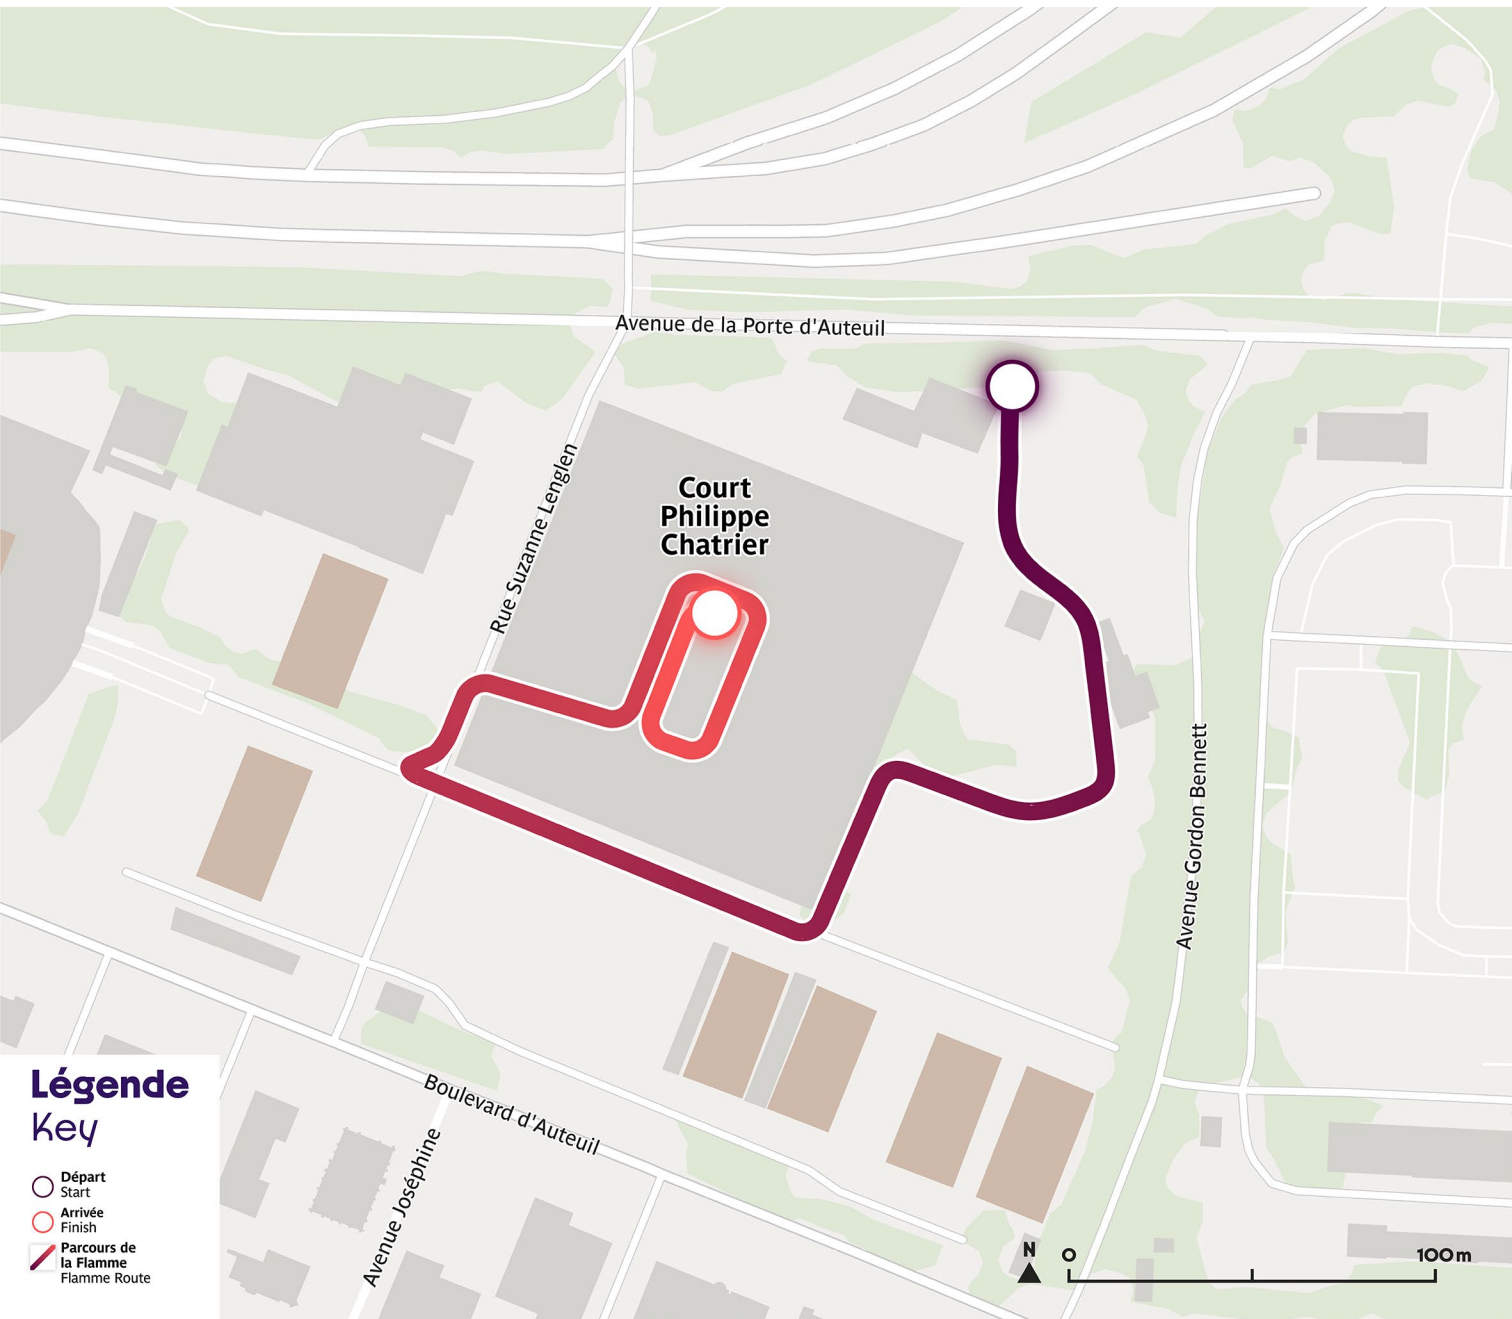 Avenue de la Porte d'Auteuil
Rue Suzanne Lenglen
Court
Philippe
Chatrier
Avenue Gordon Bennett
Boulevard d'Auteuil
Avenue Joséphine
Légende
Key
Départ
Start
Arrivée
Finish
Parcours de
la Flamme
Flamme Route
N
0
100 m